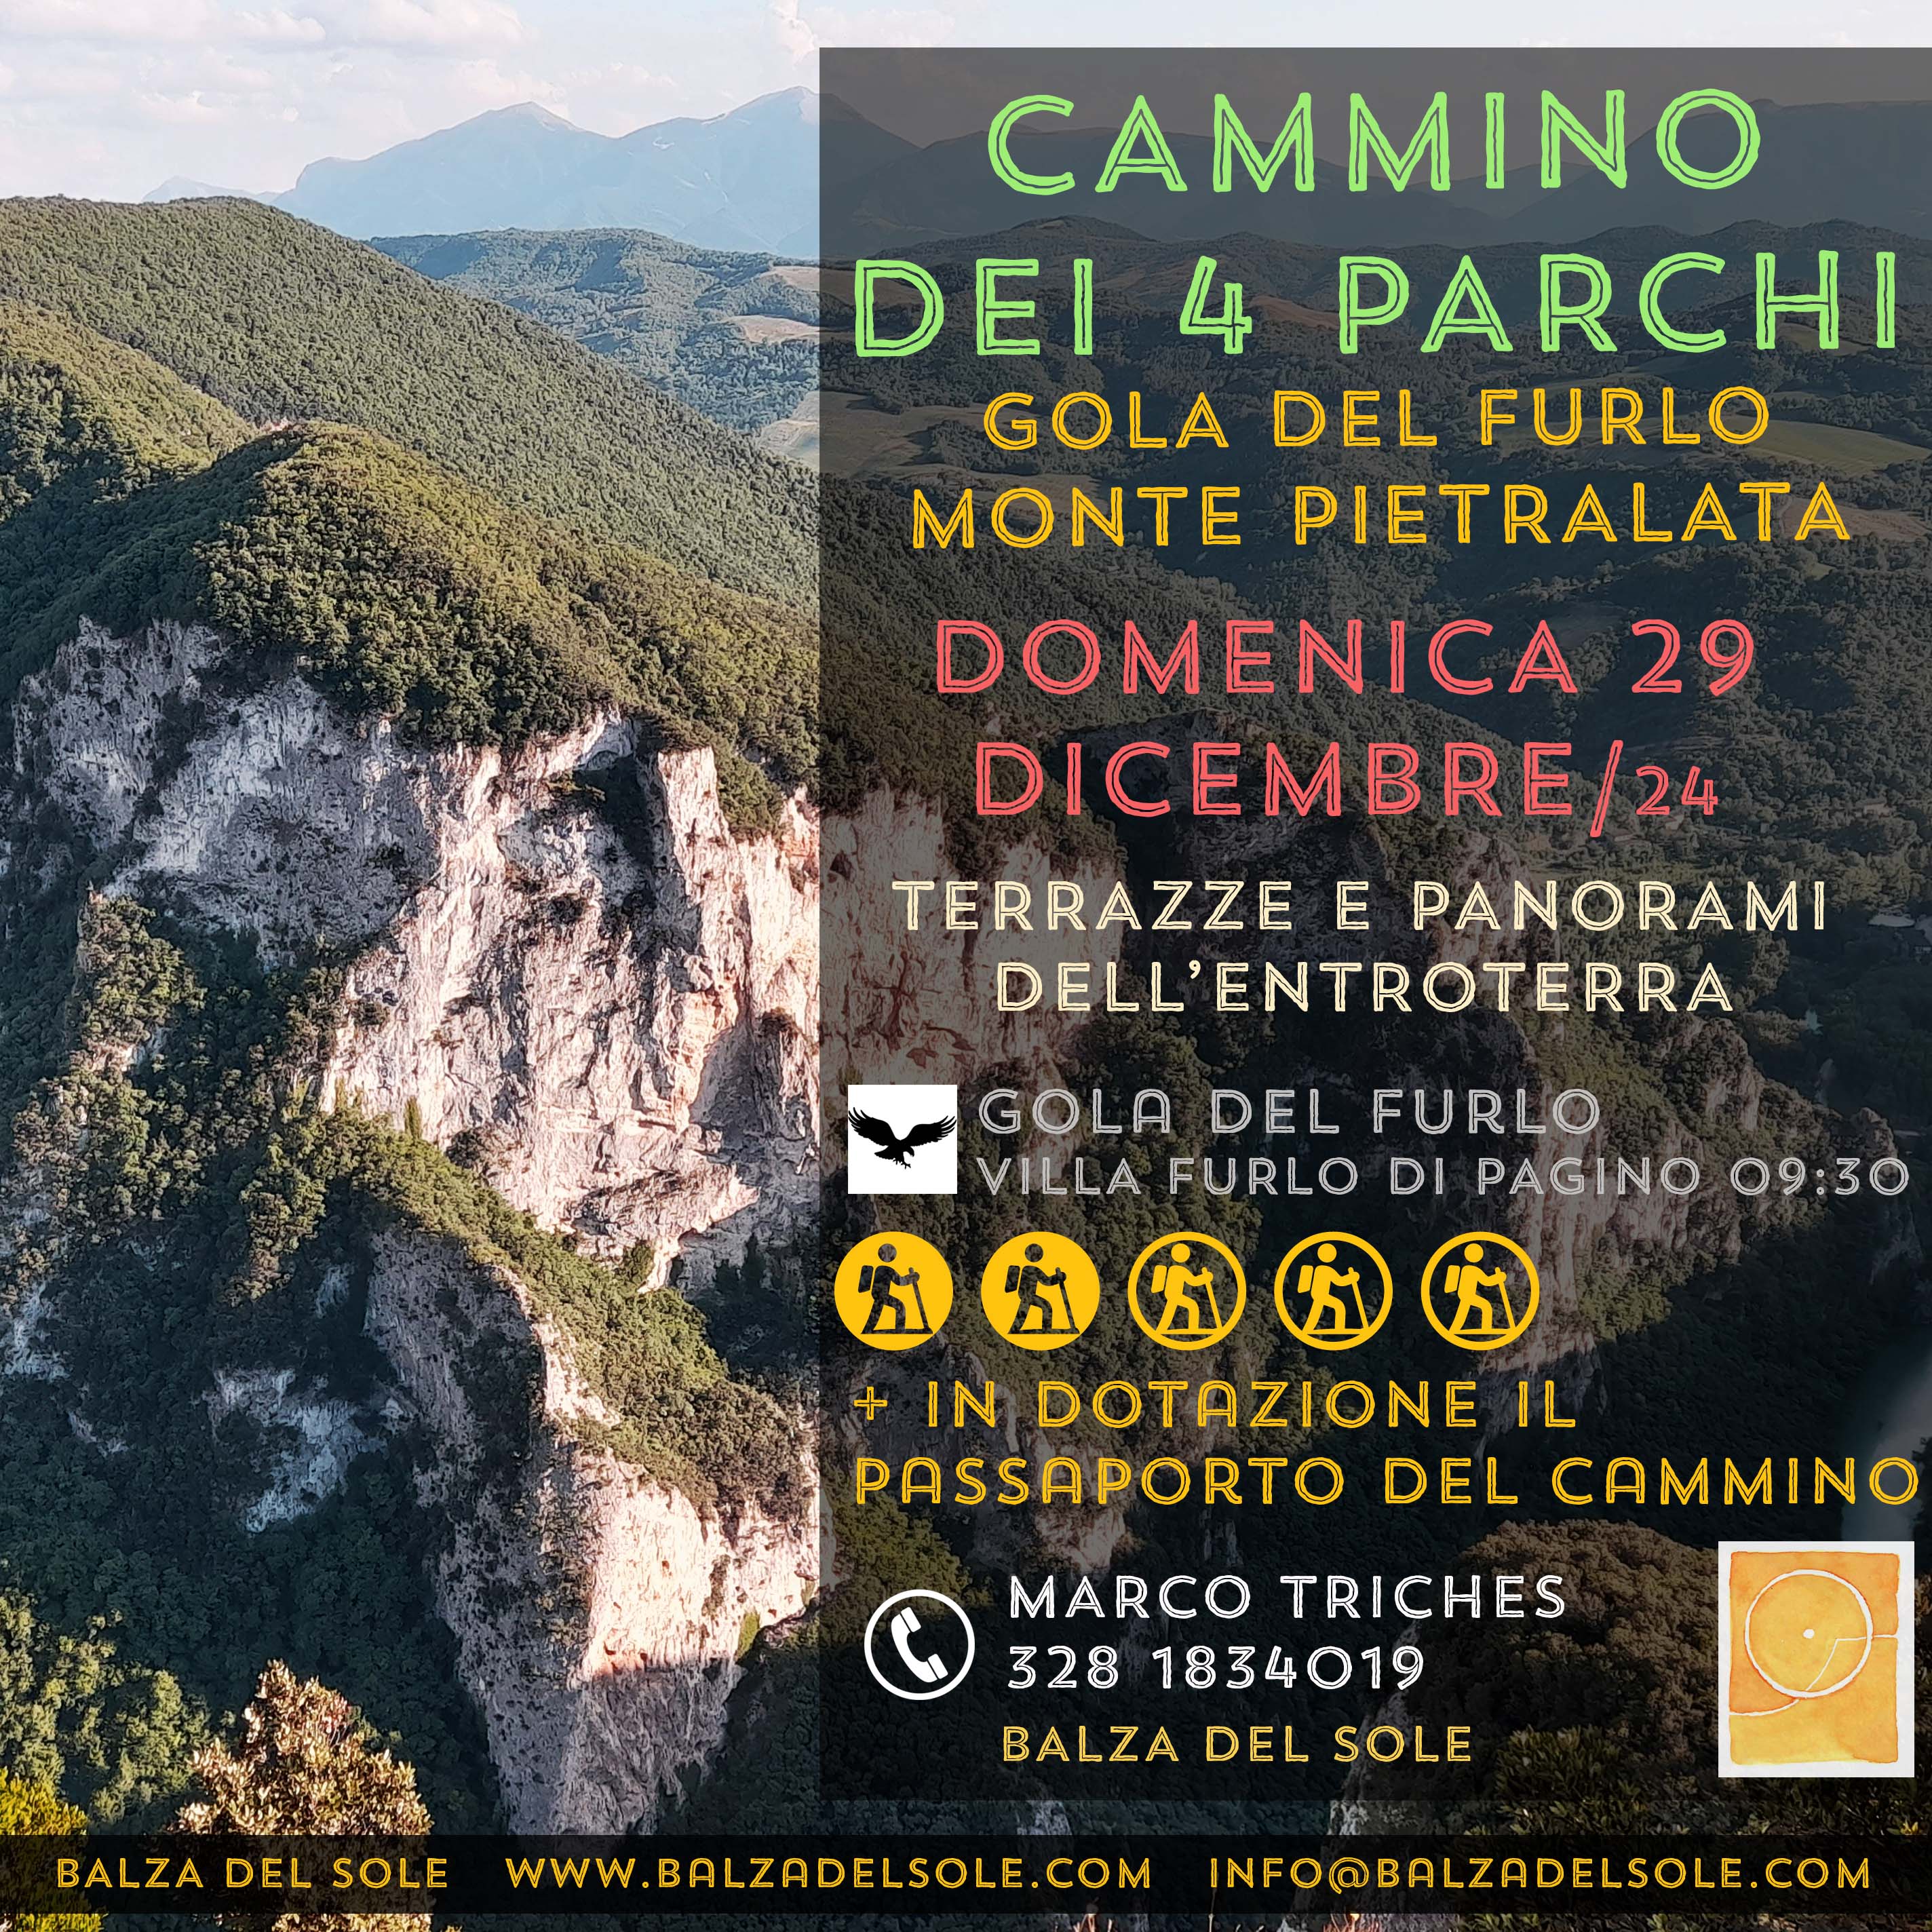 CAMMINO
DEI 4 PARCHI
GOLA DEL FURLO
MONTE PIETRALATA
DOMENICA 29
DICEMBRE/24
TERRAZZE E PANORAMI
DELL'ENTROTERRA
GOLA DEL FURLO
VILLA FURLO DI PAGINO 09:30
+ IN DOTAZIONE IL
PASSAPORTO DEL CAMMINO
MARCO TRICHES
328 1834019
BALZA DEL SOLE
BALZA DEL SOLE WWW.BALZADELSOLE.COM INFO@BALZADELSOLE.COM